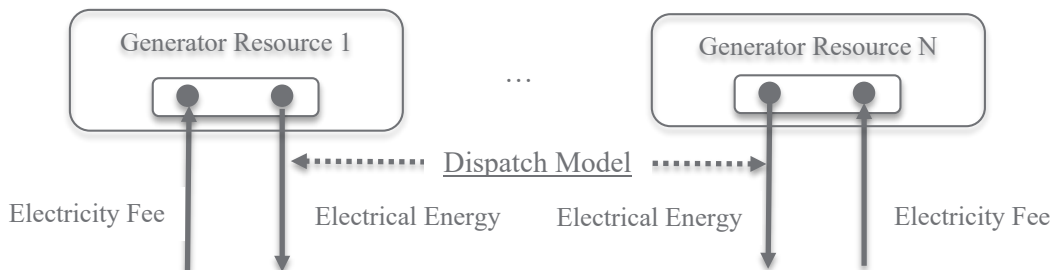 Generator Resource 1
Generator Resource N
...
Dispatch Model
Electricity Fee
Electrical Energy
Electrical Energy
Electricity Fee